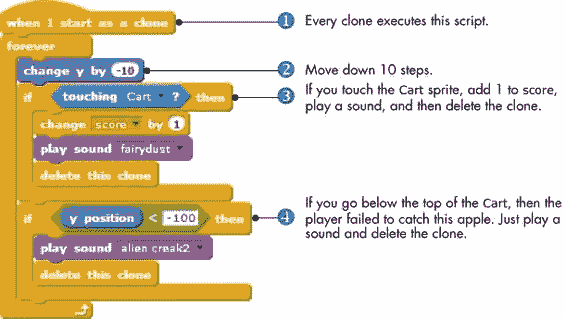 when I start as a clone
1 Every clone executes this script.
forever
change y by -10
2 Move down 10 steps.
if touching Cart ? then
3 If you touch the Cart sprite, add 1 to score,
play a sound, and then delete the clone.
change score by 1
play sound fairydust
delete this clone
if y position < -100 then
4 If you go below the top of the Cart, then the
player failed to catch this apple. Just play a
sound and delete the clone.
play sound alien creak2
delete this clone